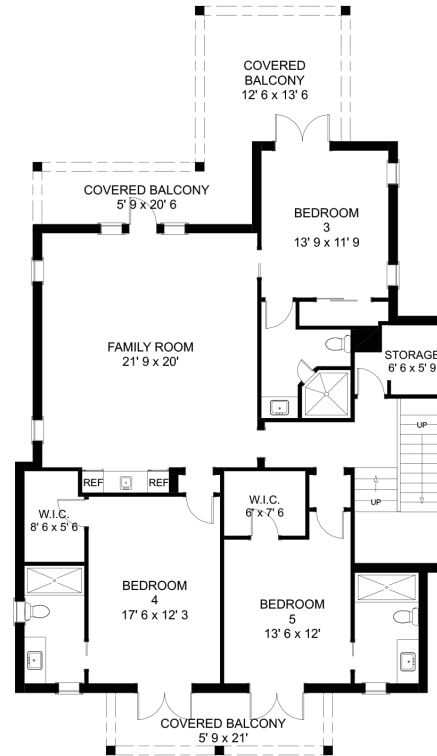 COVERED
BALCONY
12' 6 x 13' 6
COVERED BALCONY
5' 9 x 20' 6
BEDROOM
3
13' 9 x 11' 9
FAMILY ROOM
21' 9 x 20'
STORAGE
6' 6 x 5' 9
UP
UP
REF
REF
W.I.C.
8' 6 x 5' 6
W.I.C.
6' x 7' 6
BEDROOM
4
17' 6 x 12' 3
BEDROOM
5
13' 6 x 12'
COVERED BALCONY
5' 9 x 21'